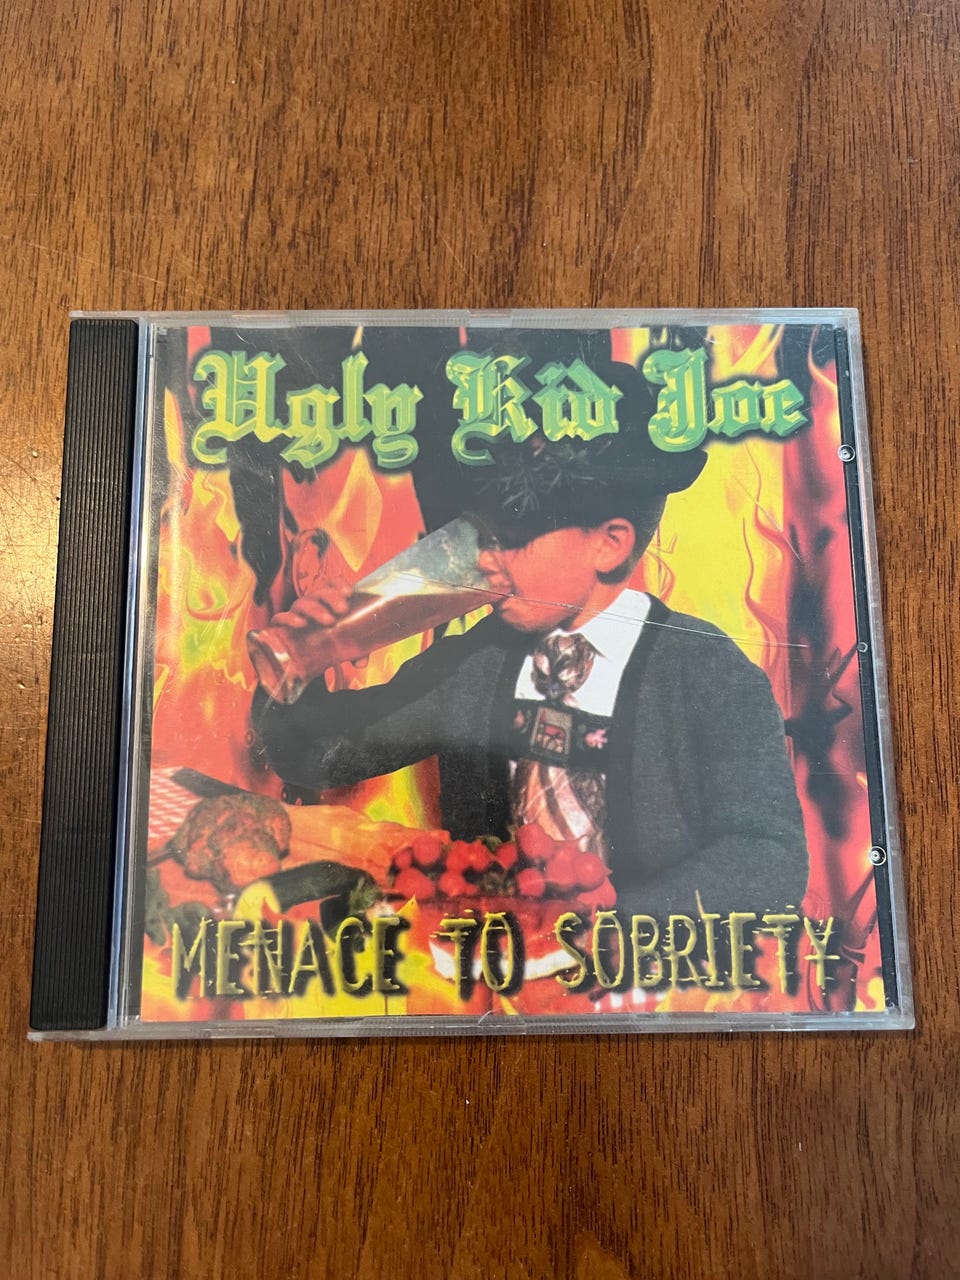 Ugly Kid Joe
MENACE TO SOBRIETY